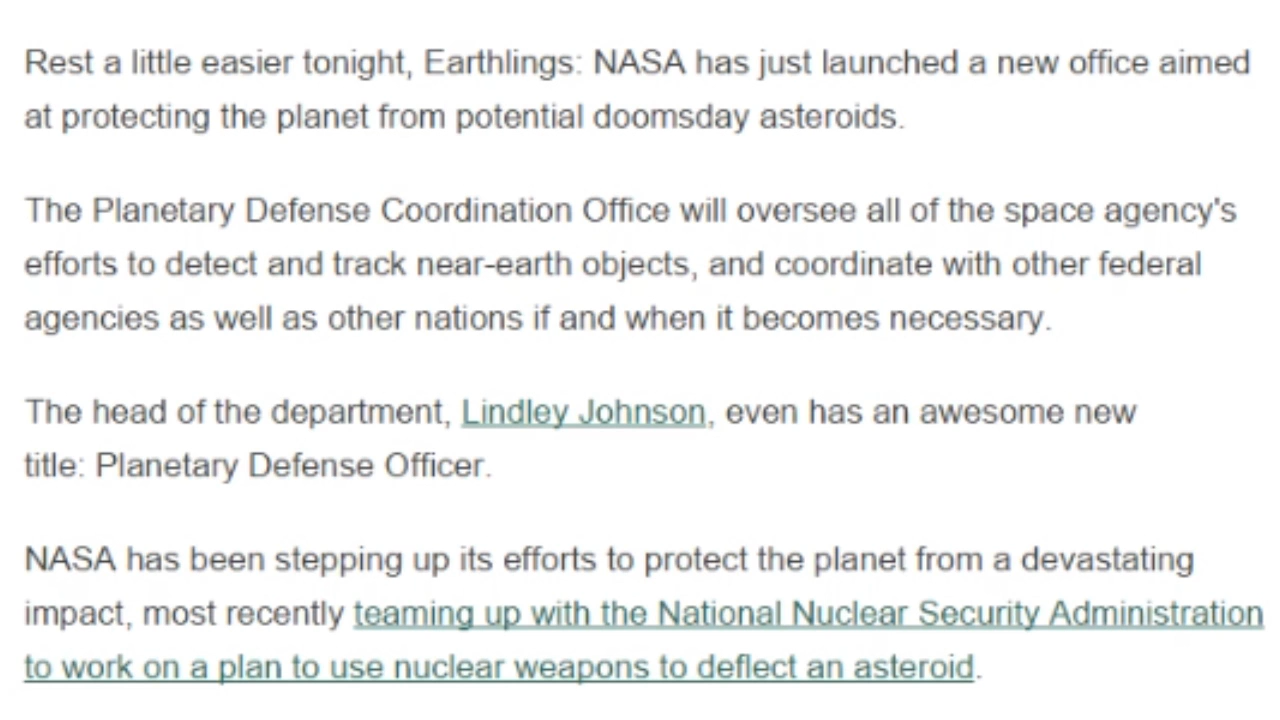 Rest a little easier tonight, Earthlings: NASA has just launched a new office aimed
at protecting the planet from potential doomsday asteroids.
The Planetary Defense Coordination Office will oversee all of the space agency's
efforts to detect and track near-earth objects, and coordinate with other federal
agencies as well as other nations if and when it becomes necessary.
The head of the department, Lindley Johnson, even has an awesome new
title: Planetary Defense Officer.
NASA has been stepping up its efforts to protect the planet from a devastating
impact, most recently teaming up with the National Nuclear Security Administration
to work on a plan to use nuclear weapons to deflect an asteroid.